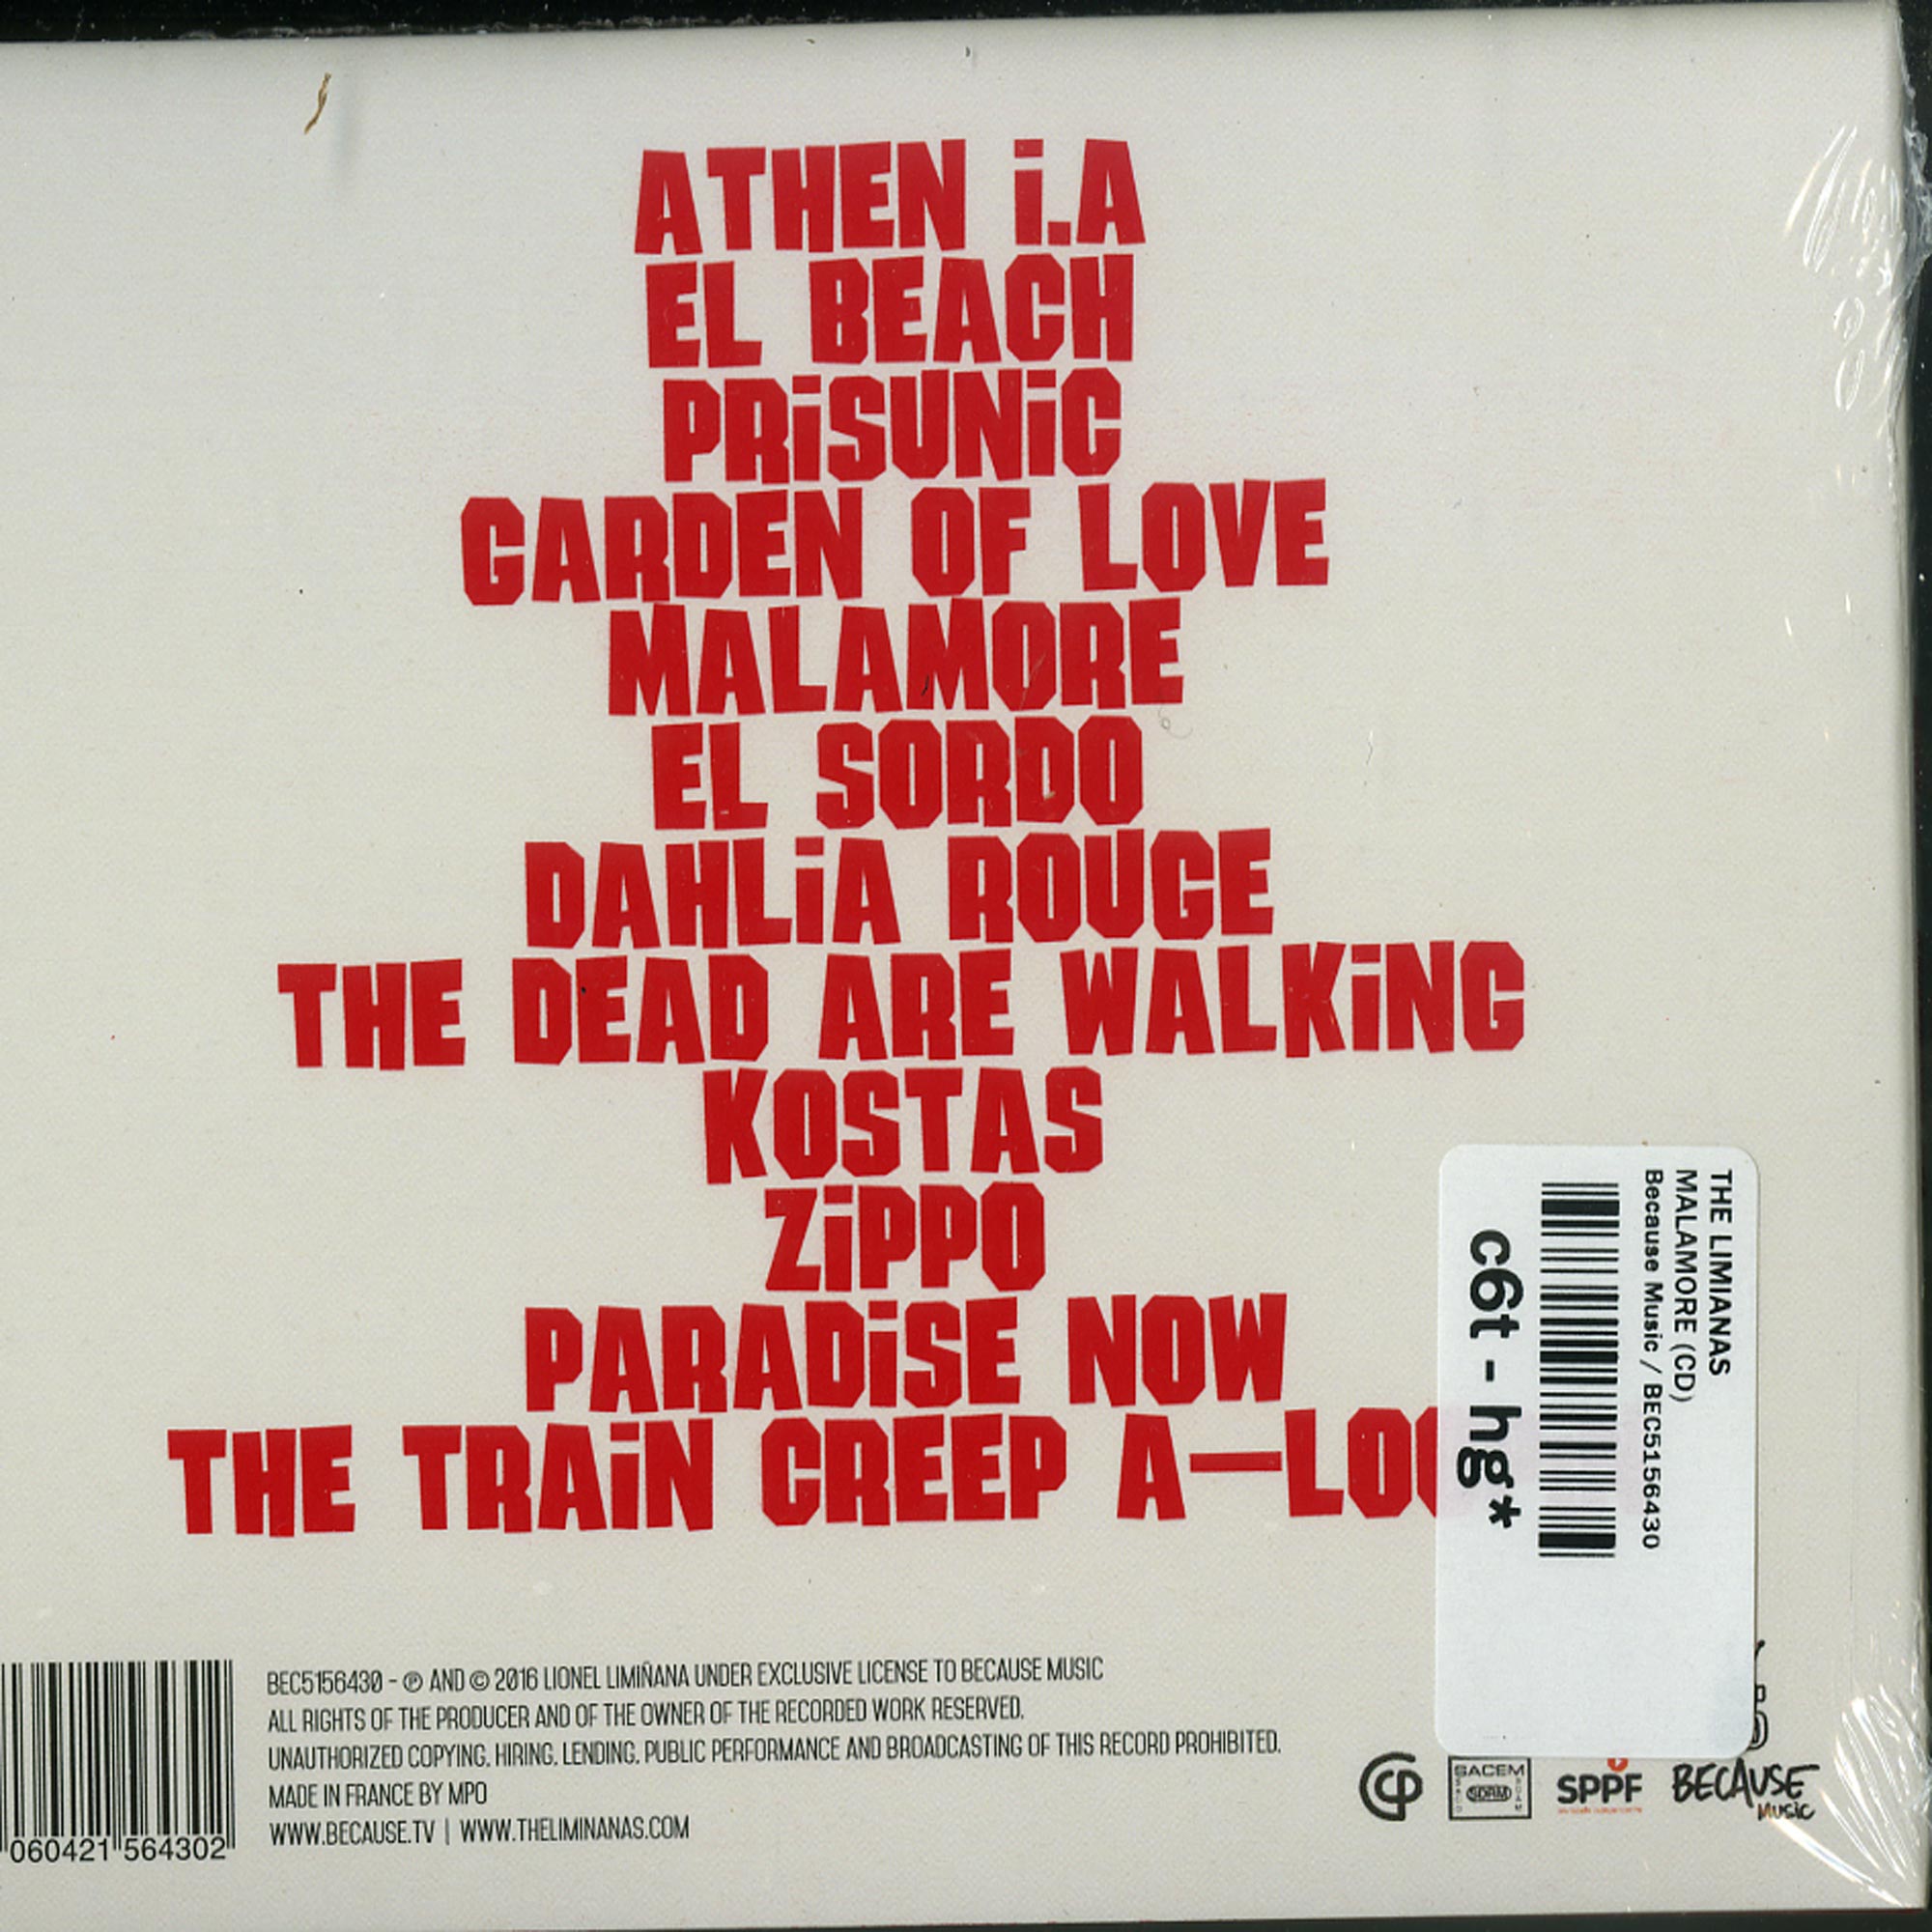 ATHEN i.A
EL BEACH
PRiSUNiC
GARDEN OF LOVE
MALAMORE
EL SORDO
DAHLiA ROUGE
THE DEAD ARE WALKiNG
KOSTAS
ZiPPO
PARADiSE NOW
THE TRAiN CREEP A—LOO
THE LIMIANAS
MALAMORE (CD)
Because Music / BEC5156430
c6t - hg*
BEC5156430 - ℗ AND © 2016 LIONEL LIMIÑANA UNDER EXCLUSIVE LICENSE TO BECAUSE MUSIC
ALL RIGHTS OF THE PRODUCER AND OF THE OWNER OF THE RECORDED WORK RESERVED.
UNAUTHORIZED COPYING, HIRING, LENDING, PUBLIC PERFORMANCE AND BROADCASTING OF THIS RECORD PROHIBITED.
MADE IN FRANCE BY MPO
WWW.BECAUSE.TV | WWW.THELIMINANAS.COM
060421 564302
SACEM
SDRM
SPPF
BECAUSE
MUSIC